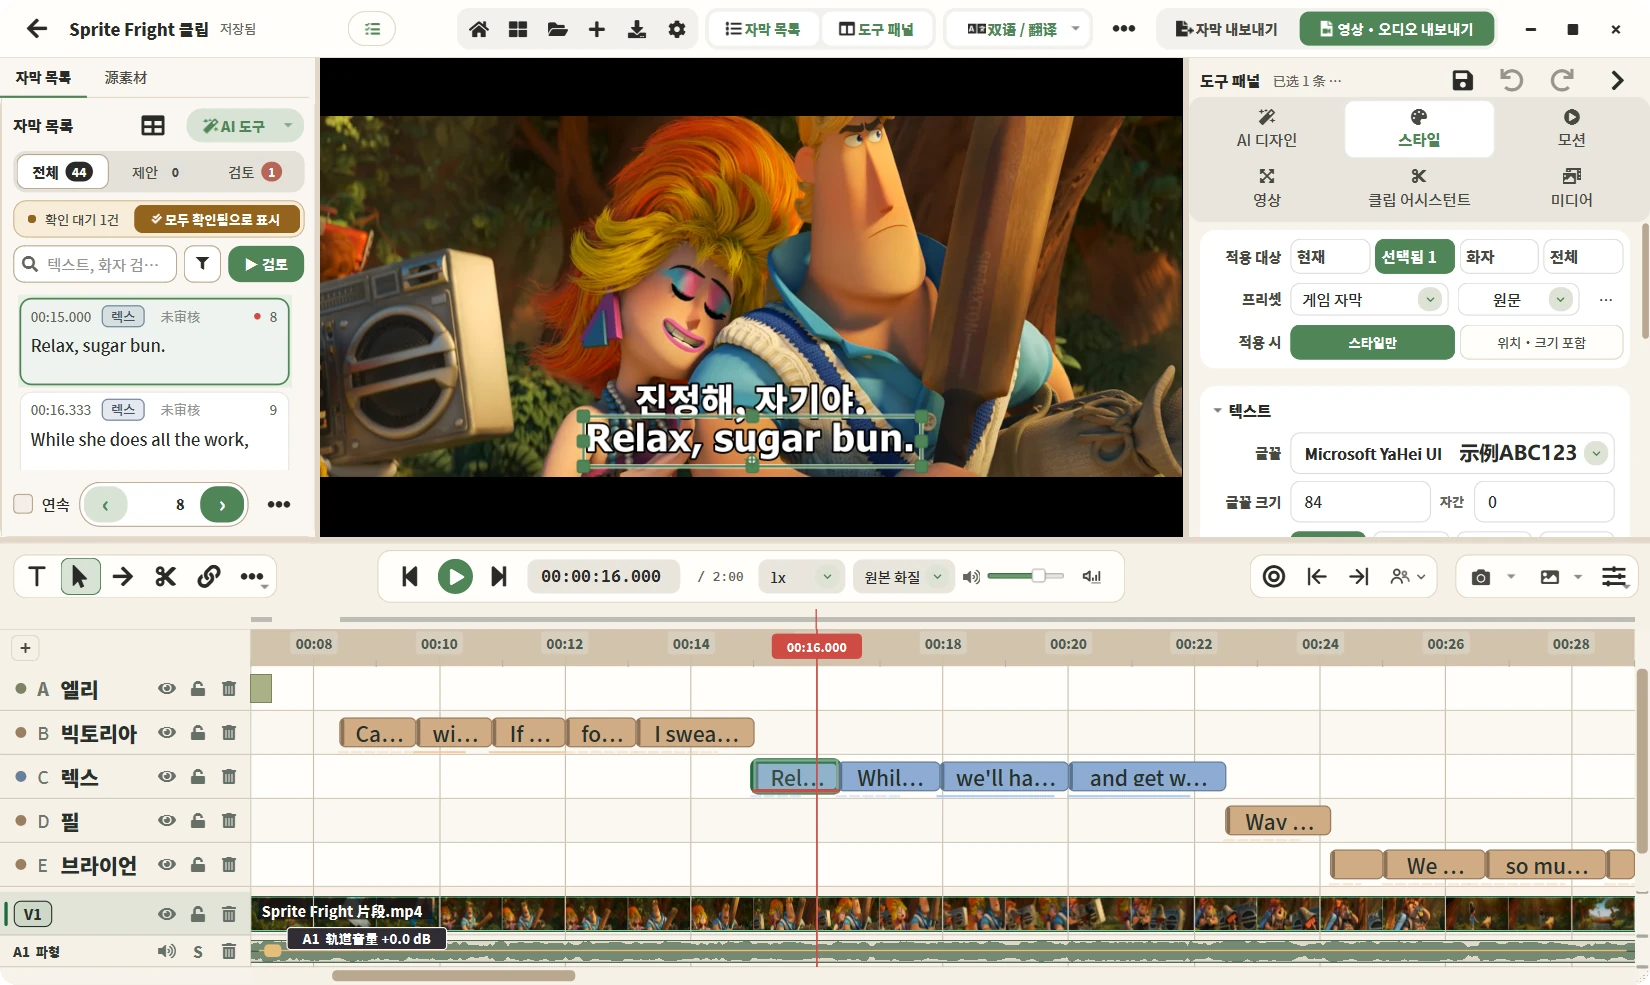 Sprite Fright 클립 저장됨
자막 목록 도구 패널 双语 / 翻译 자막 내보내기 영상・오디오 내보내기
자막 목록 源素材
자막 목록 AI 도구
전체 44 제안 0 검토 1
확인 대기 1건 모두 확인됨으로 표시
텍스트, 화자 검… 검토
00:15.000 렉스 未审核 8
Relax, sugar bun.
00:16.333 렉스 未审核 9
While she does all the work,
연속 8
진정해, 자기야.
Relax, sugar bun.
도구 패널 已选 1 条 …
AI 디자인 스타일 모션
영상 클립 어시스턴트 미디어
적용 대상 현재 선택됨 1 화자 전체
프리셋 게임 자막 원문 …
적용 시 스타일만 위치・크기 포함
텍스트
글꼴 Microsoft YaHei UI 示例ABC123
글꼴 크기 84 자간 0
00:00:16.000 / 2:00 1x 원본 화질
00:08 00:10 00:12 00:14 00:16.000 00:18 00:20 00:22 00:24 00:26 00:28
A 엘리
B 빅토리아 Ca... wi... If ... fo... I swea...
C 렉스 Rel... Whil... we'll ha... and get w...
D 필 Wav ...
E 브라이언 We ... so mu...
V1 Sprite Fright 片段.mp4
A1 轨道音量 +0.0 dB
A1 파형 S